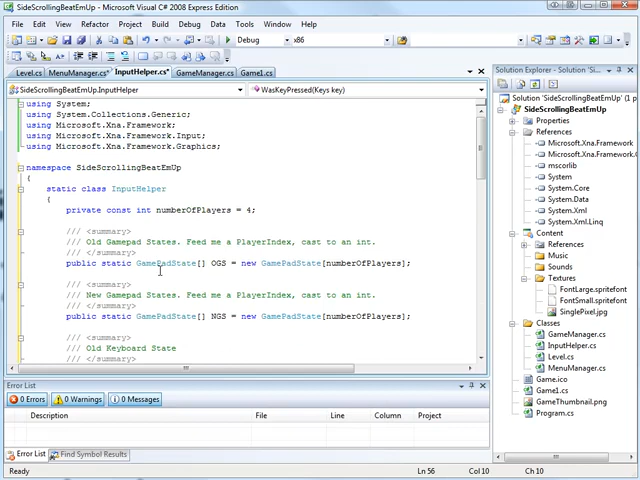 SideScrollingBeatEmUp - Microsoft Visual C# 2008 Express Edition
File Edit View Refactor Project Build Debug Data Tools Window Help
Debug x86
Level.cs MenuManager.cs* InputHelper.cs* GameManager.cs Game1.cs
SideScrollingBeatEmUp.InputHelper WasKeyPressed(Keys key)
using System;
using System.Collections.Generic;
using Microsoft.Xna.Framework;
using Microsoft.Xna.Framework.Input;
using Microsoft.Xna.Framework.Graphics;
namespace SideScrollingBeatEmUp
{
static class InputHelper
{
private const int numberOfPlayers = 4;
/// <summary>
/// Old Gamepad States. Feed me a PlayerIndex, cast to an int.
/// </summary>
public static GamePadState[] OGS = new GamePadState[numberOfPlayers];
/// <summary>
/// New Gamepad States. Feed me a PlayerIndex, cast to an int.
/// </summary>
public static GamePadState[] NGS = new GamePadState[numberOfPlayers];
/// <summary>
/// Old Keyboard State
/// </summary>
Solution Explorer - Solution 'SideScro...
Solution 'SideScrollingBeatEmUp' (1 p
SideScrollingBeatEmUp
Properties
References
Microsoft.Xna.Framework
Microsoft.Xna.Framework.
mscorlib
System
System.Core
System.Data
System.Xml
System.Xml.Linq
Content
References
Music
Sounds
Textures
FontLarge.spritefont
FontSmall.spritefont
SinglePixel.jpg
Classes
GameManager.cs
InputHelper.cs
Level.cs
MenuManager.cs
Game.ico
Game1.cs
GameThumbnail.png
Program.cs
Error List
0 Errors 0 Warnings 0 Messages
Description File Line Column Project
Error List Find Symbol Results
Ready Ln 56 Col 10 Ch 10